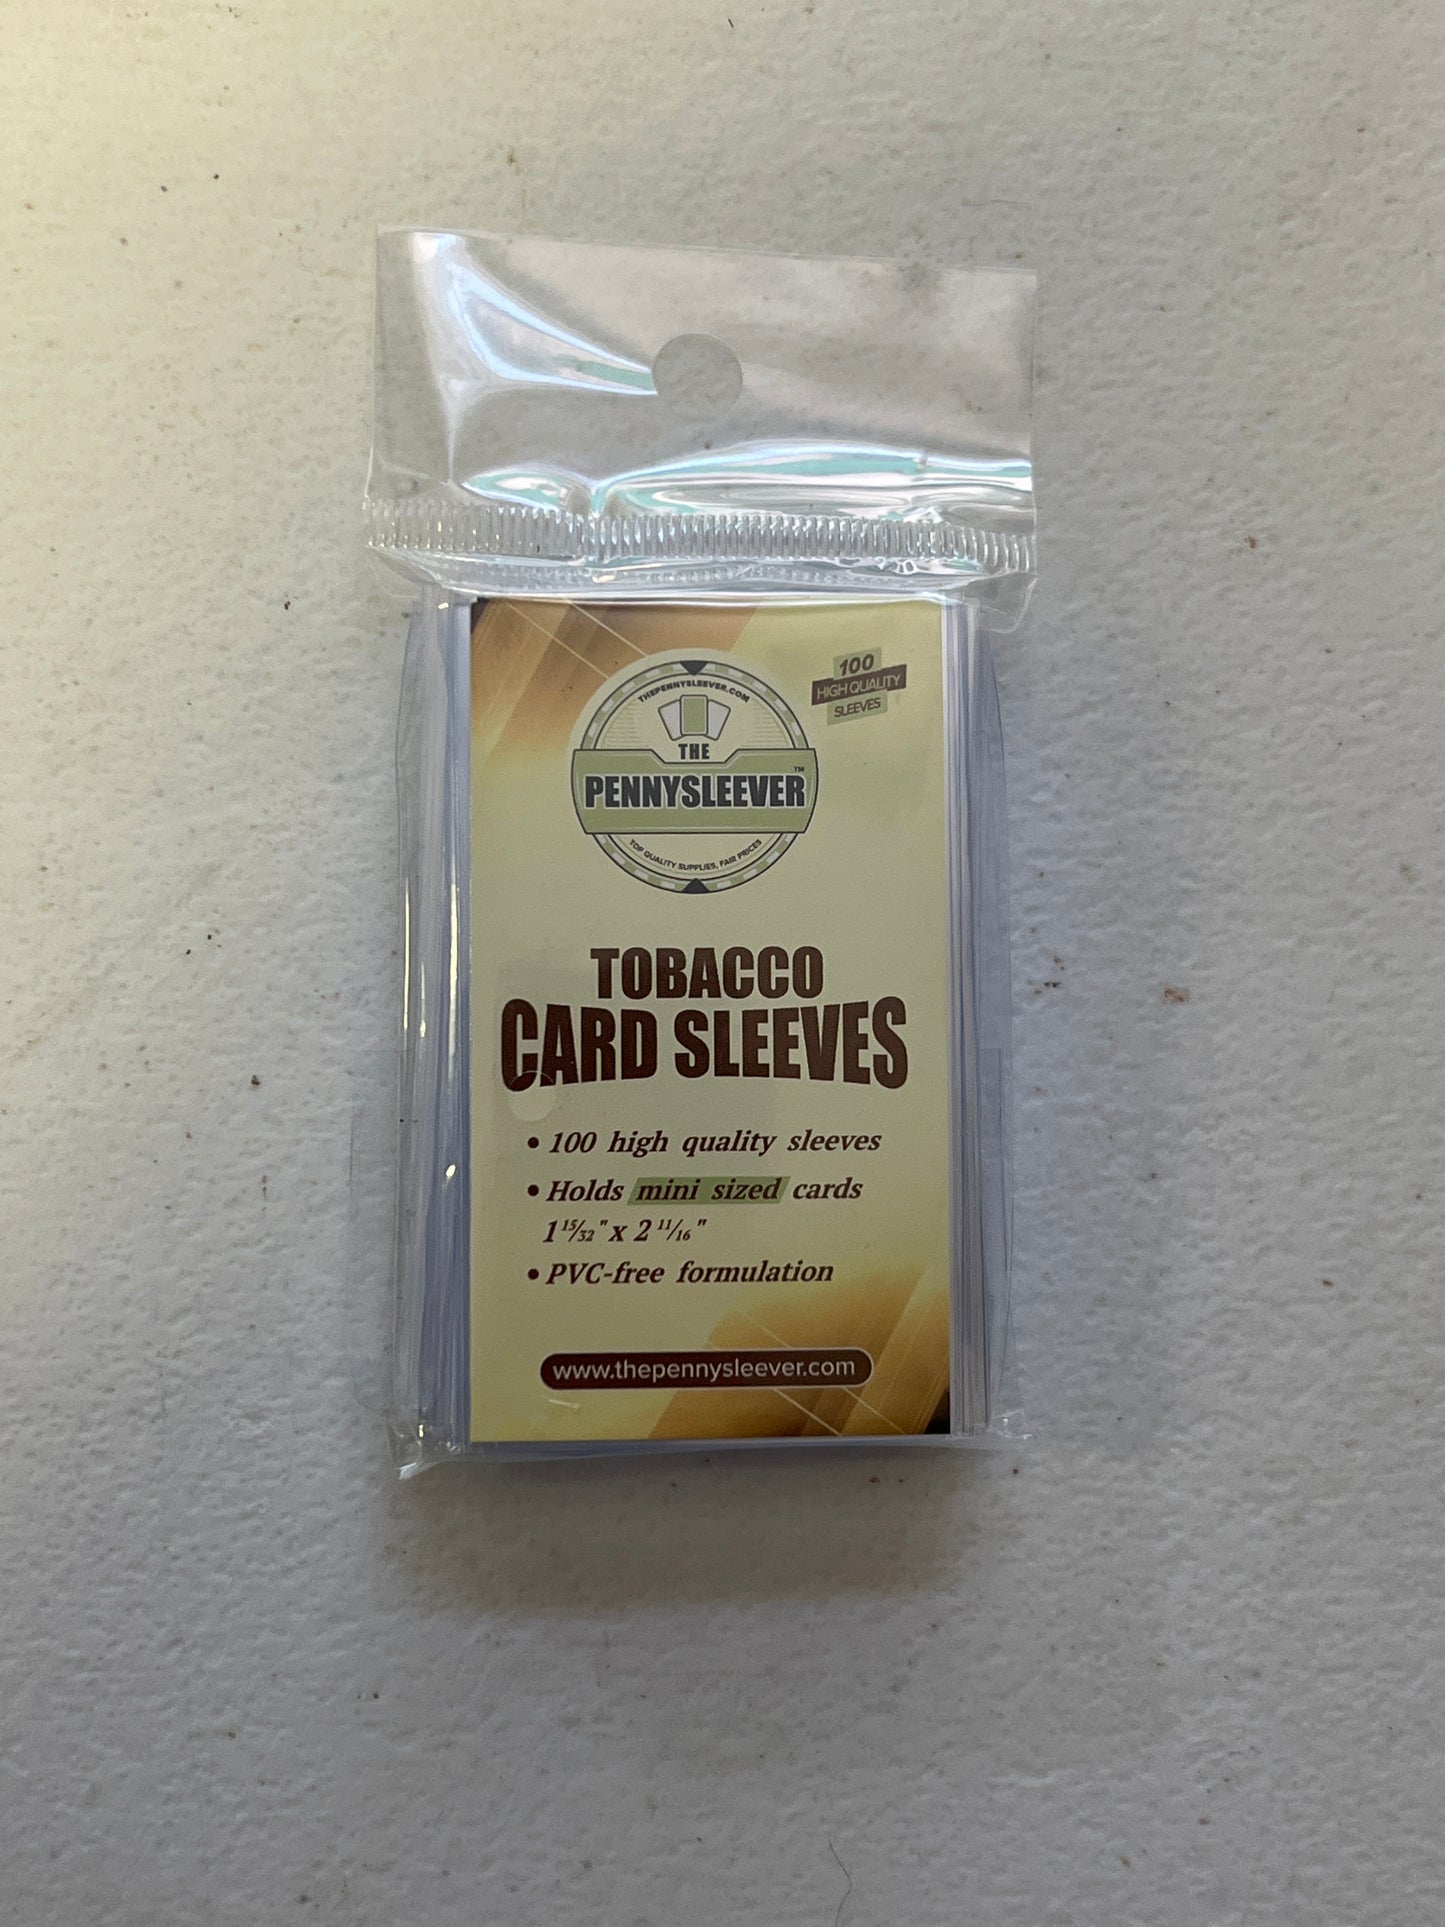 THEPENNYSLEEVER.COM
THE
PENNYSLEEVER™
TOP QUALITY SUPPLIES, FAIR PRICES
100
HIGH QUALITY
SLEEVES
TOBACCO
CARD SLEEVES
• 100 high quality sleeves
• Holds mini sized cards
1 15/32" x 2 11/16"
• PVC-free formulation
www.thepennysleever.com